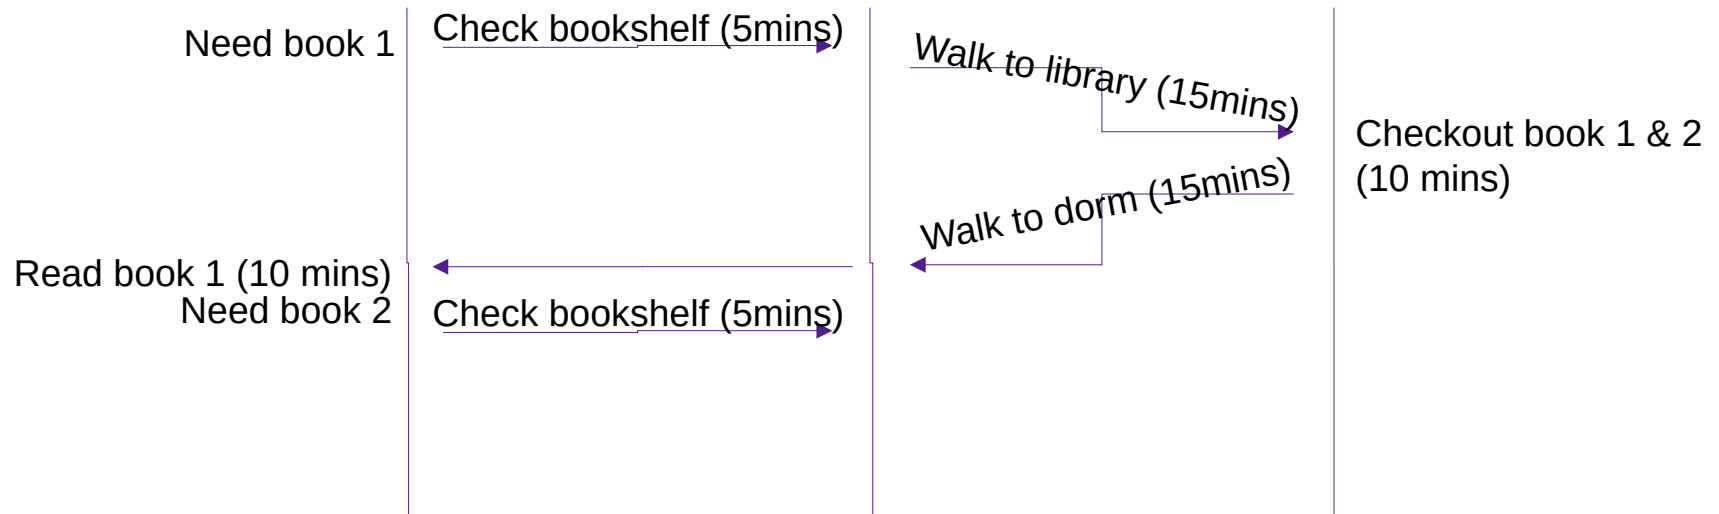 Need book 1
Check bookshelf (5mins)
Walk to library (15mins)
Checkout book 1 & 2
(10 mins)
Walk to dorm (15mins)
Read book 1 (10 mins)
Need book 2
Check bookshelf (5mins)